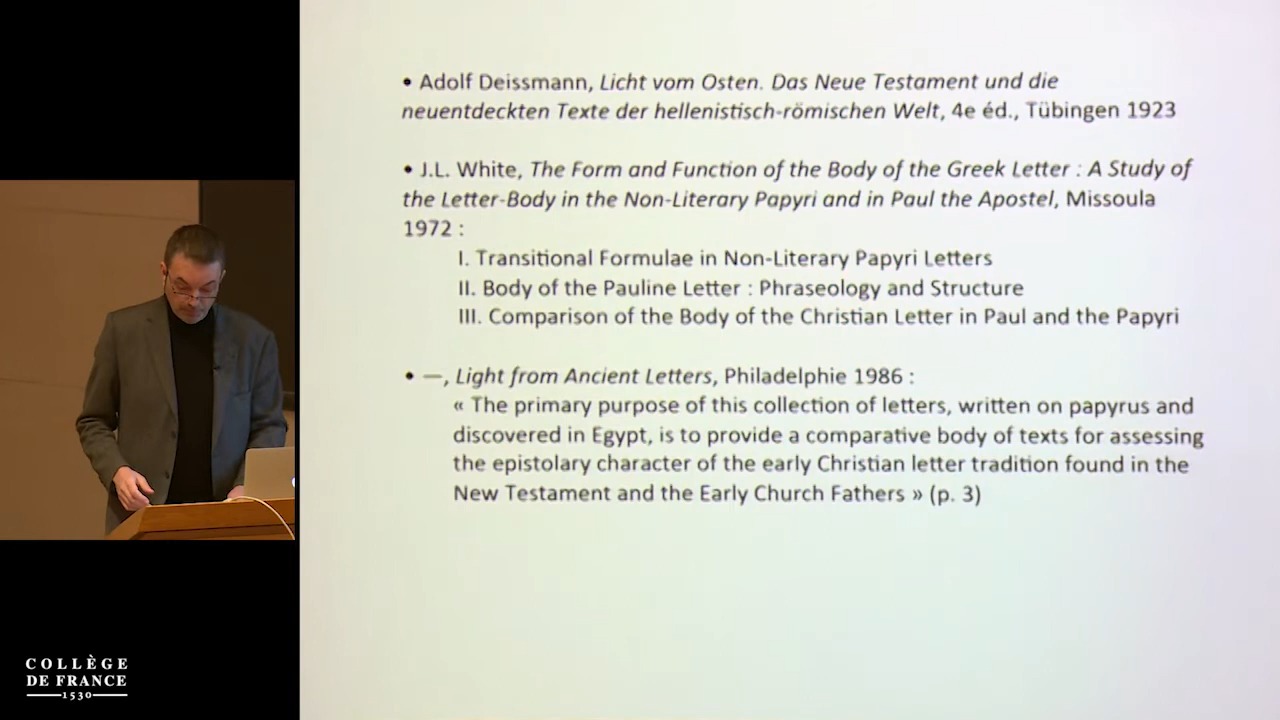 • Adolf Deissmann, Licht vom Osten. Das Neue Testament und die
neuentdeckten Texte der hellenistisch-römischen Welt, 4e éd., Tübingen 1923
• J.L. White, The Form and Function of the Body of the Greek Letter : A Study of
the Letter-Body in the Non-Literary Papyri and in Paul the Apostel, Missoula
1972 :
I. Transitional Formulae in Non-Literary Papyri Letters
II. Body of the Pauline Letter : Phraseology and Structure
III. Comparison of the Body of the Christian Letter in Paul and the Papyri
• —, Light from Ancient Letters, Philadelphie 1986 :
« The primary purpose of this collection of letters, written on papyrus and
discovered in Egypt, is to provide a comparative body of texts for assessing
the epistolary character of the early Christian letter tradition found in the
New Testament and the Early Church Fathers » (p. 3)
COLLÈGE
DE FRANCE
1530